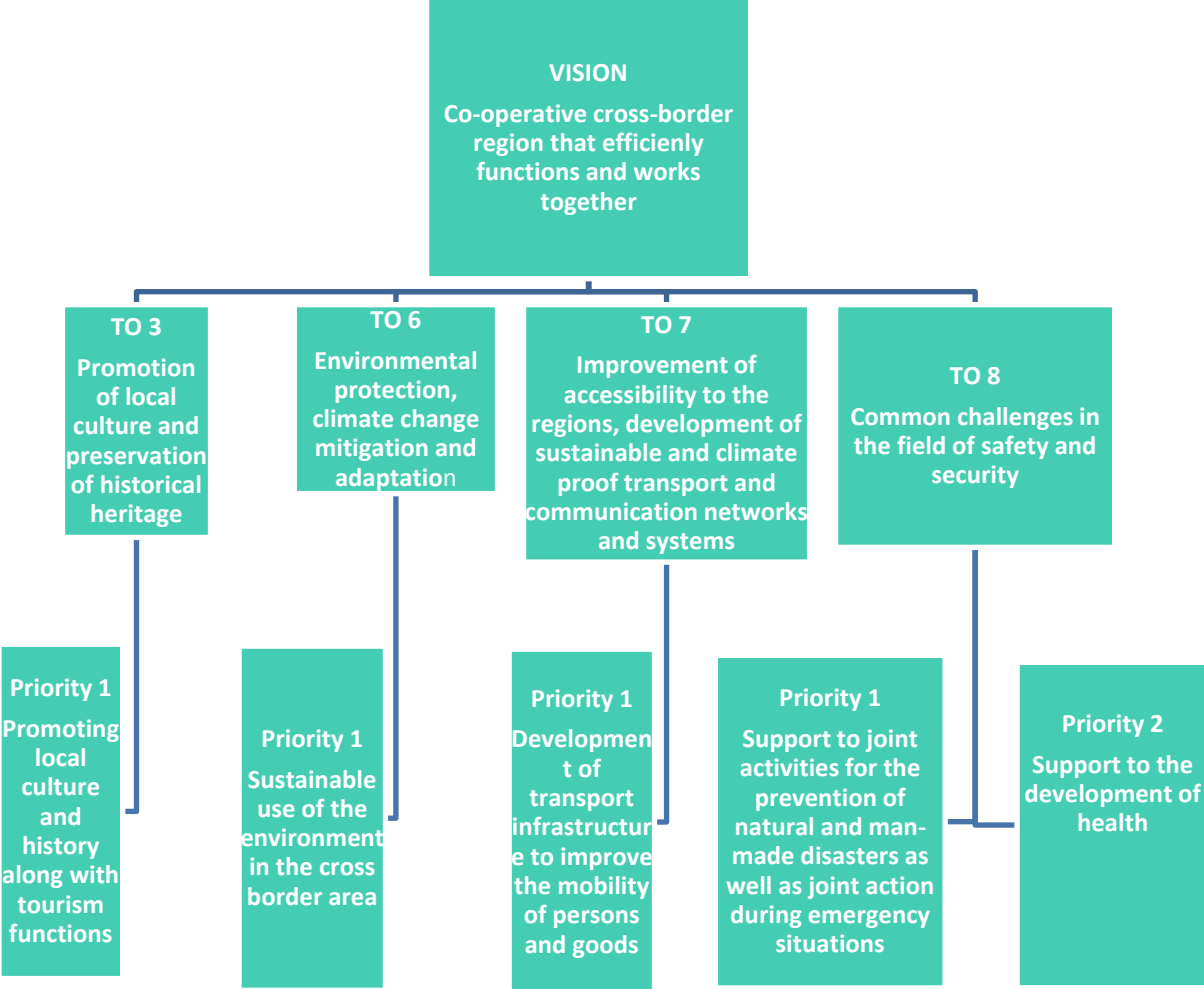 VISION
Co-operative cross-border
region that efficienly
functions and works
together
TO 3
Promotion
of local
culture and
preservation
of historical
heritage
TO 6
Environmental
protection,
climate change
mitigation and
adaptation
TO 7
Improvement of
accessibility to the
regions, development of
sustainable and climate
proof transport and
communication networks
and systems
TO 8
Common challenges in
the field of safety and
security
Priority 1
Promoting
local
culture
and
history
along with
tourism
functions
Priority 1
Sustainable
use of the
environment
in the cross
border area
Priority 1
Developmen
t of
transport
infrastructur
e to improve
the mobility
of persons
and goods
Priority 1
Support to joint
activities for the
prevention of
natural and man-
made disasters as
well as joint action
during emergency
situations
Priority 2
Support to the
development of
health